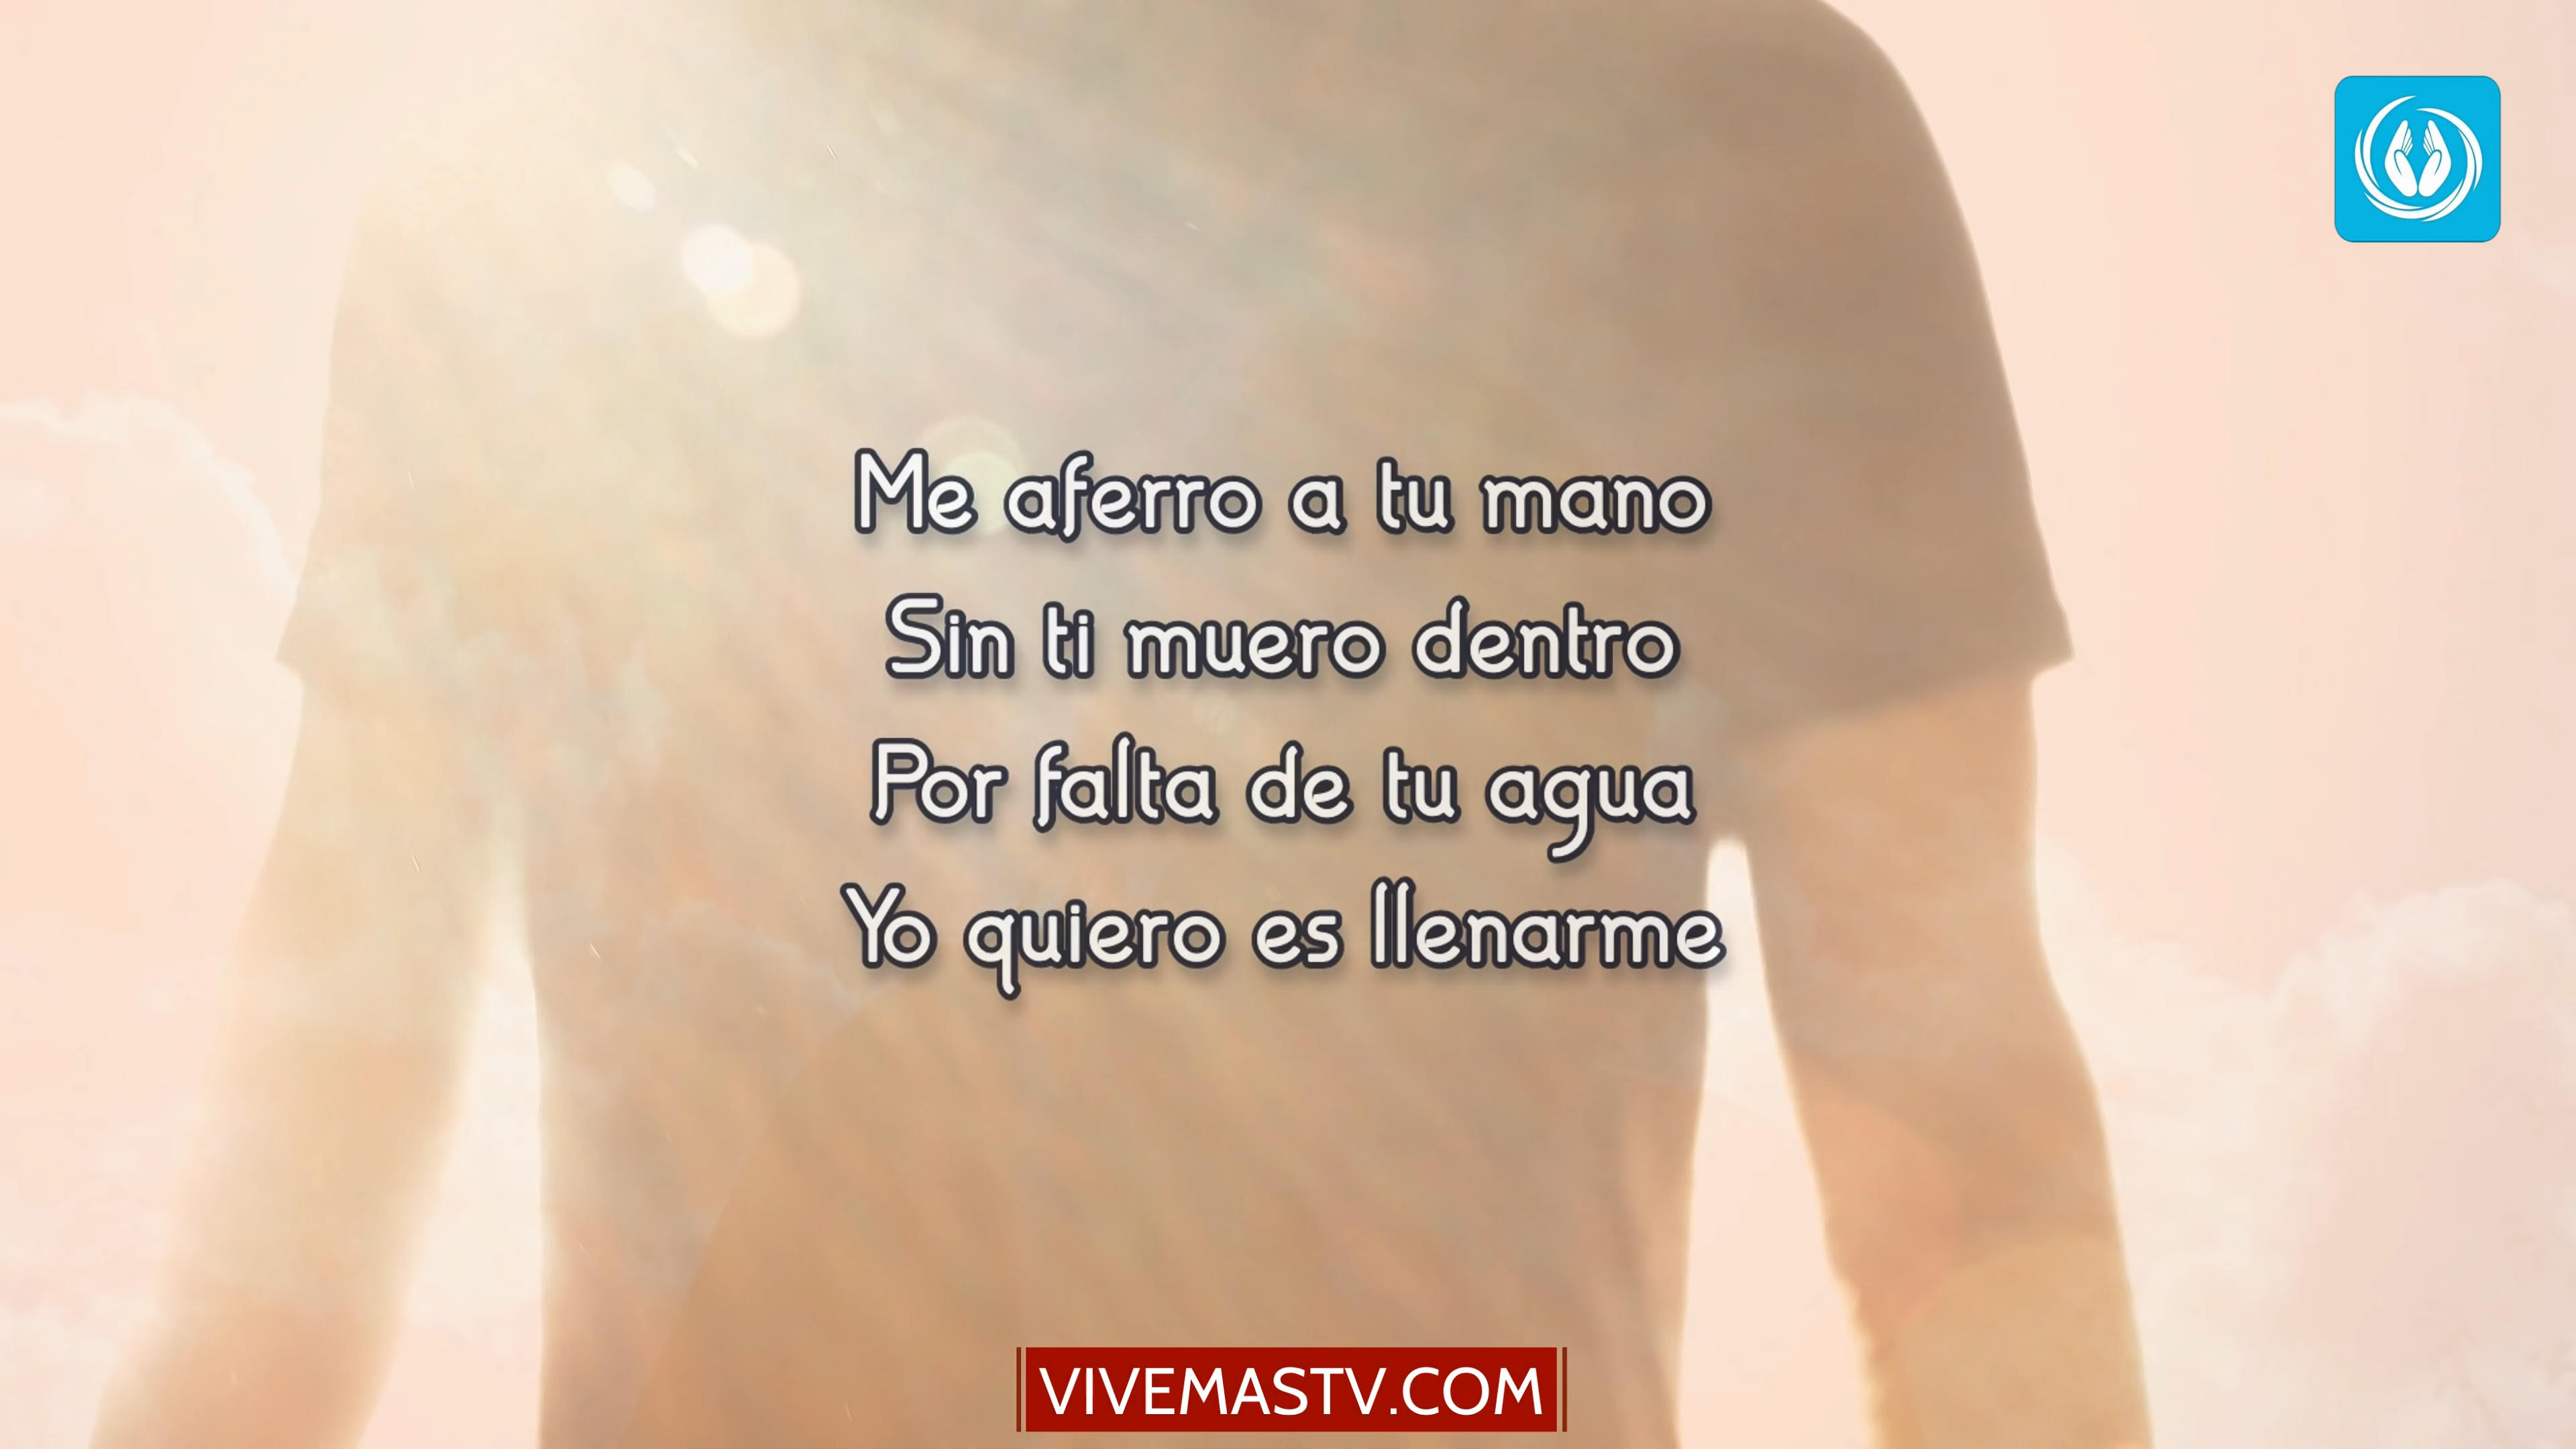 Me aferro a tu mano
Sin ti muero dentro
Por falta de tu agua
Yo quiero es llenarme
VIVEMASTV.COM